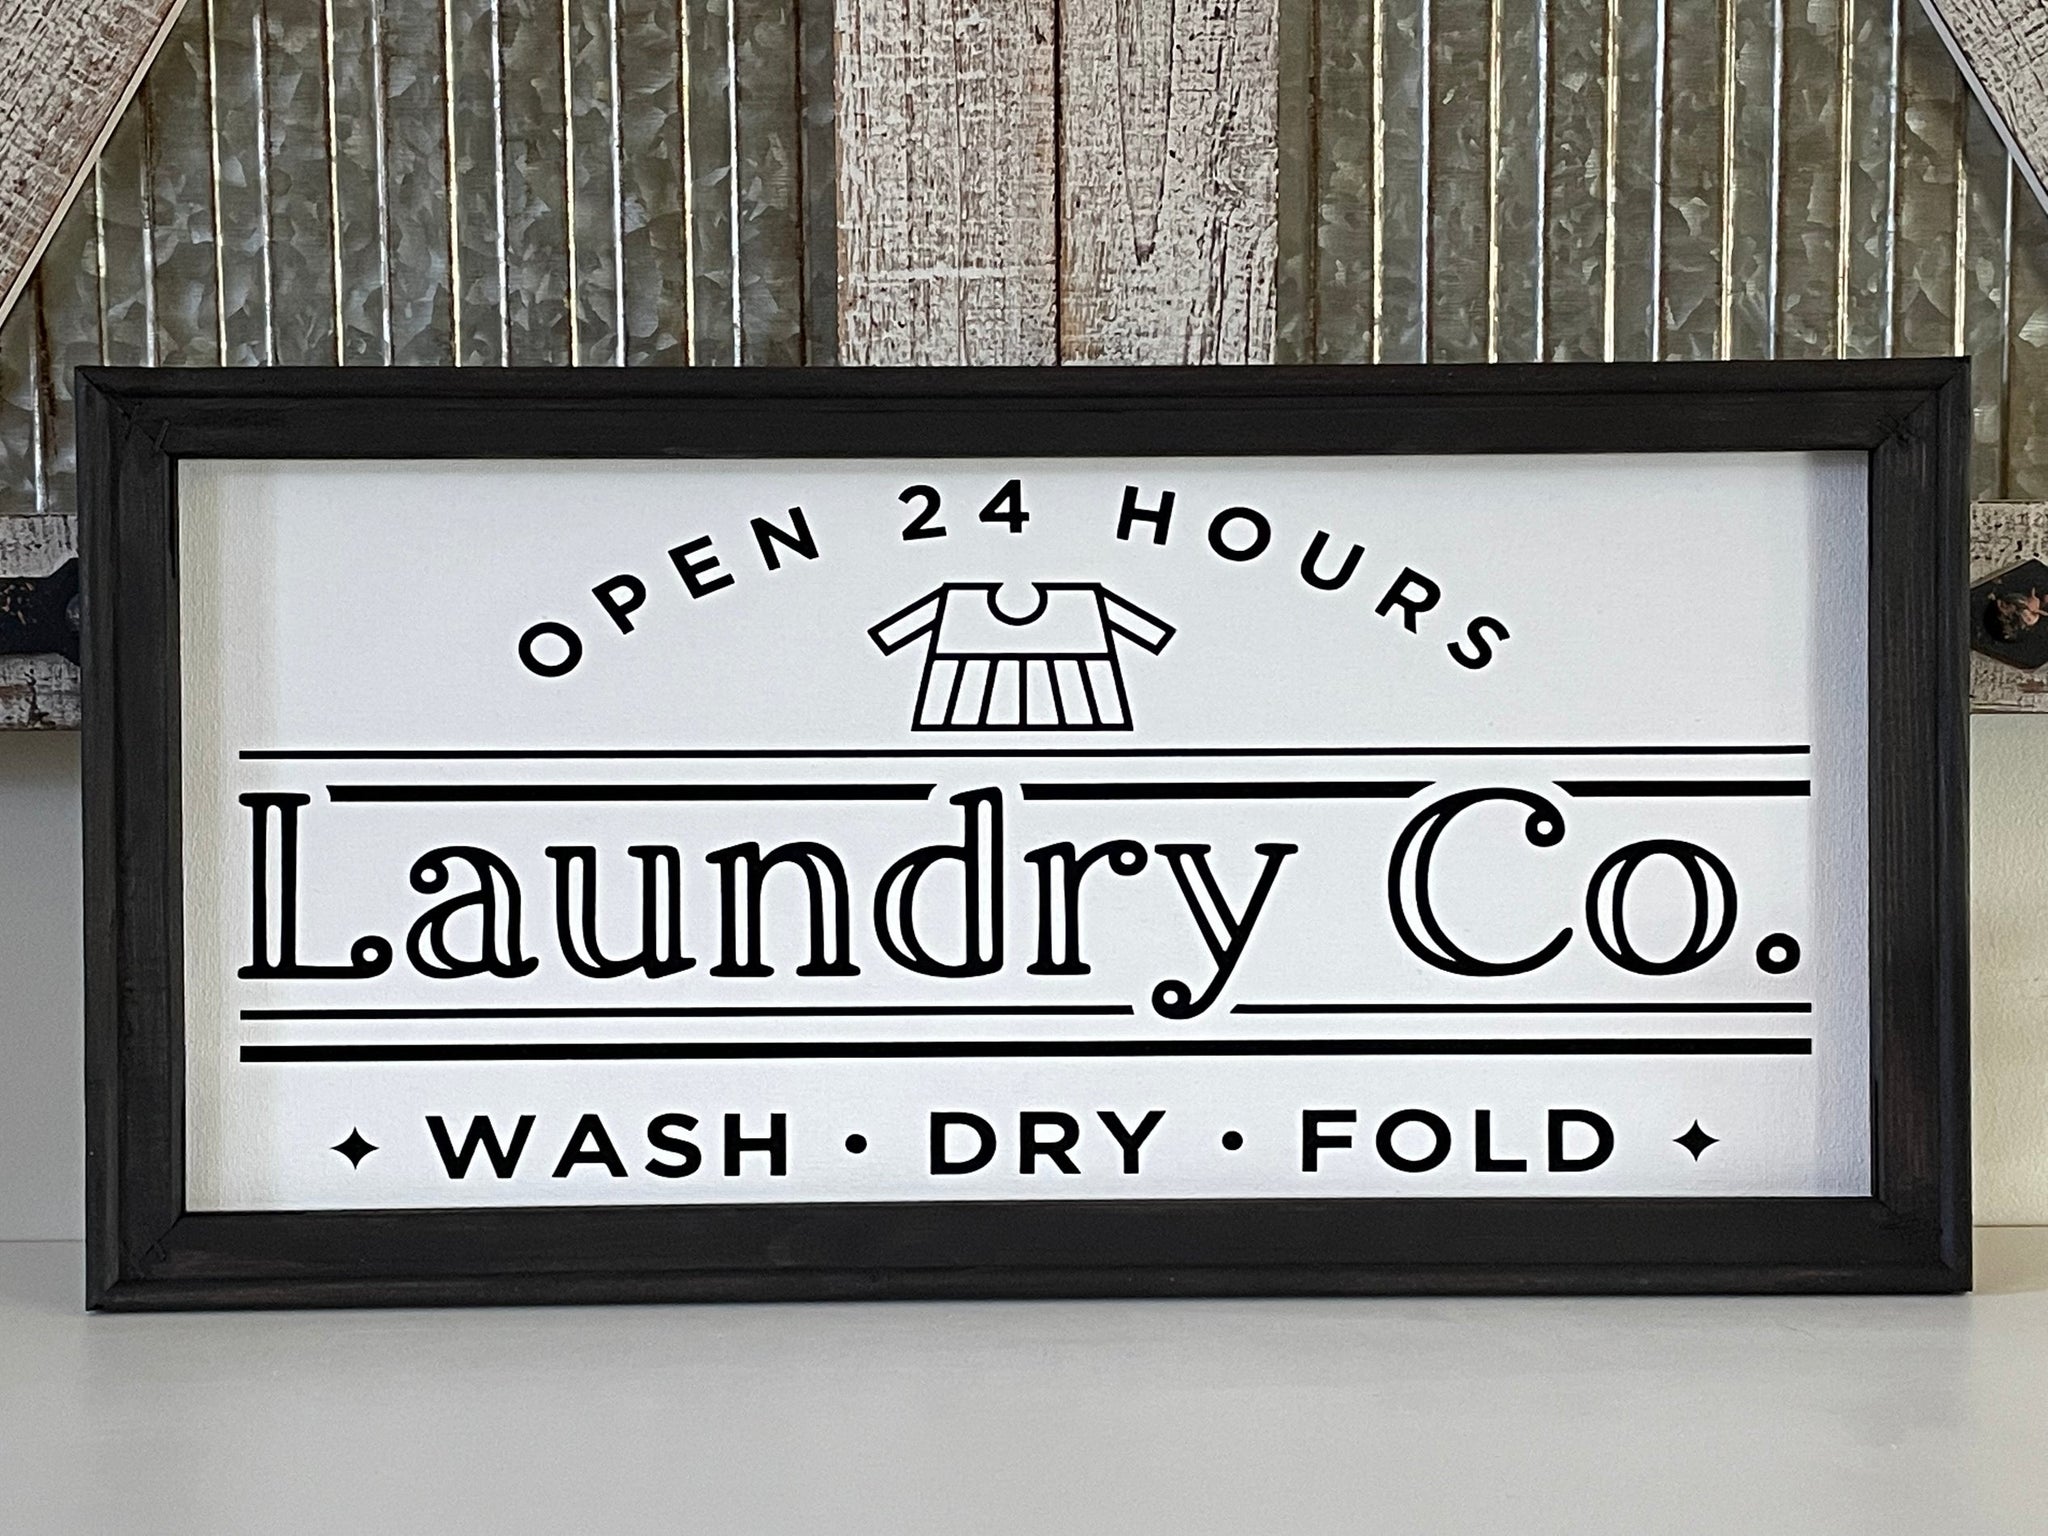 OPEN 24 HOURS
Laundry Co.
WASH · DRY · FOLD